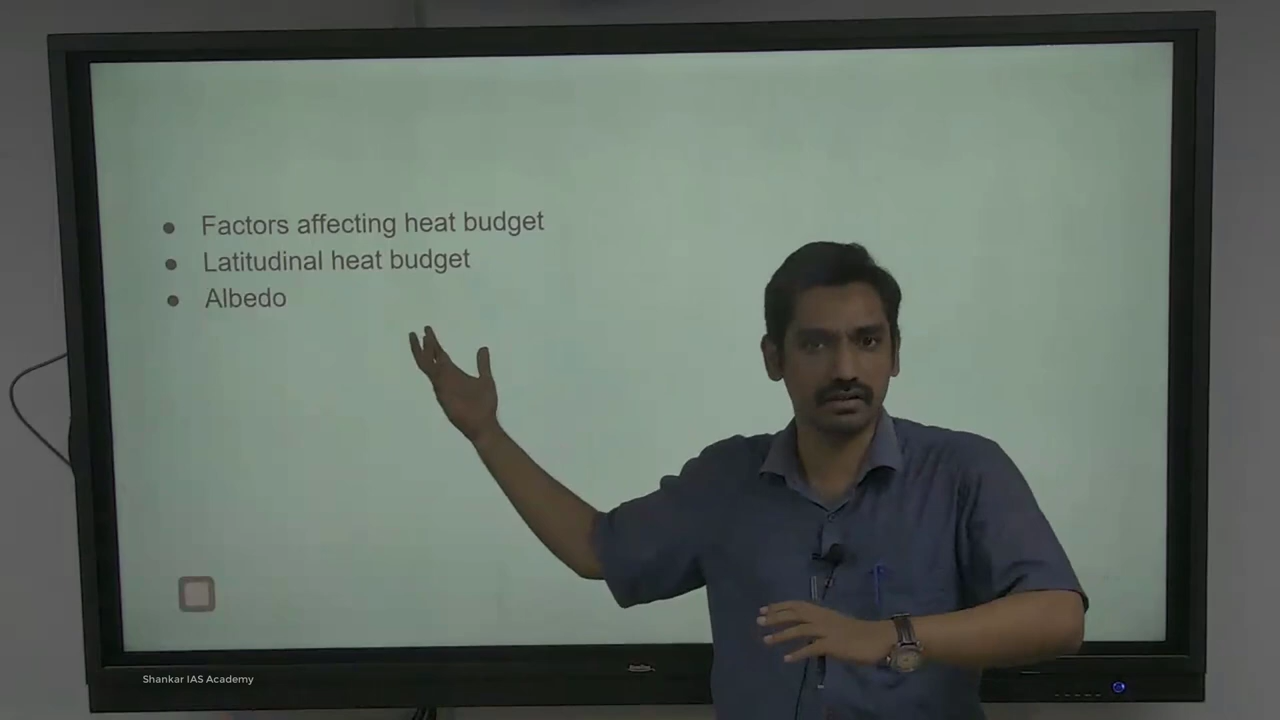 Factors affecting heat budget
Latitudinal heat budget
Albedo
Shankar IAS Academy